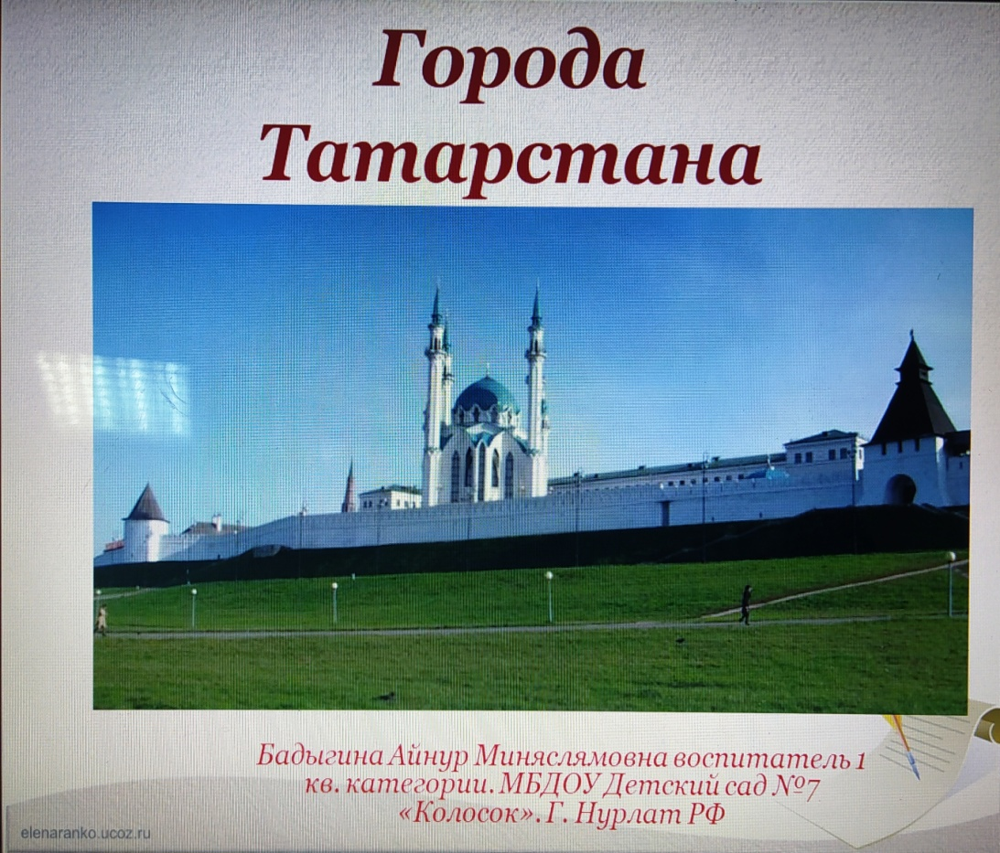 Города
Татарстана
Бадыгина Айнур Миняслямовна воспитатель 1
кв. категории. МБДОУ Детский сад №7
«Колосок». Г. Нурлат РФ
elenaranko.ucoz.ru